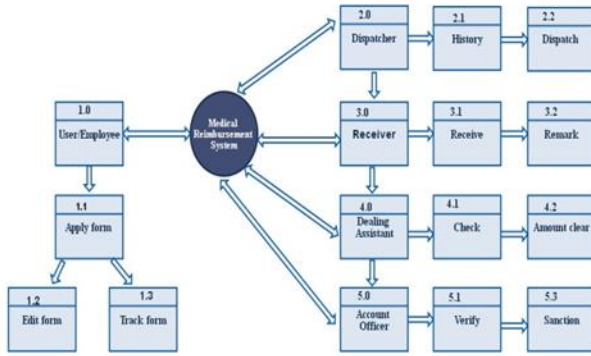 2.0
Dispatcher
2.1
History
2.2
Dispatch
1.0
User/Employee
Medical
Reimbursement
System
3.0
Receiver
3.1
Receive
3.2
Remark
1.1
Apply form
4.0
Dealing
Assistant
4.1
Check
4.2
Amount clear
1.2
Edit form
1.3
Track form
5.0
Account
Officer
5.1
Verify
5.3
Sanction